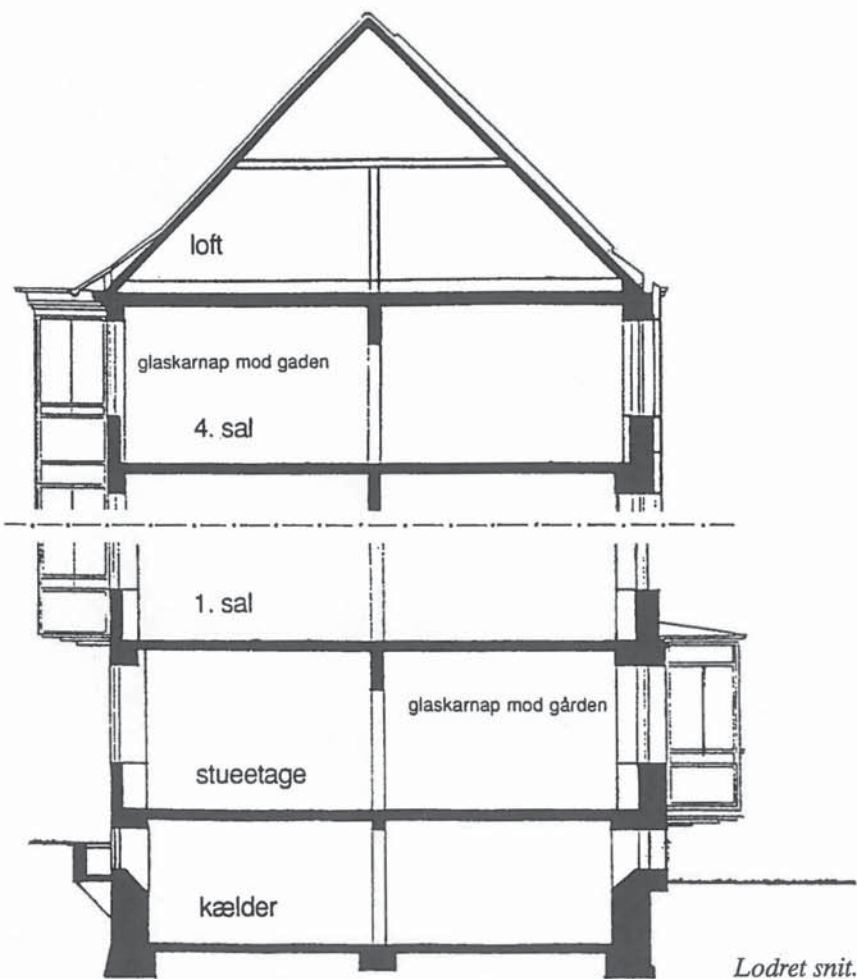 loft
glaskarnap mod gaden
4. sal
1. sal
glaskarnap mod gården
stueetage
kælder
Lodret snit.